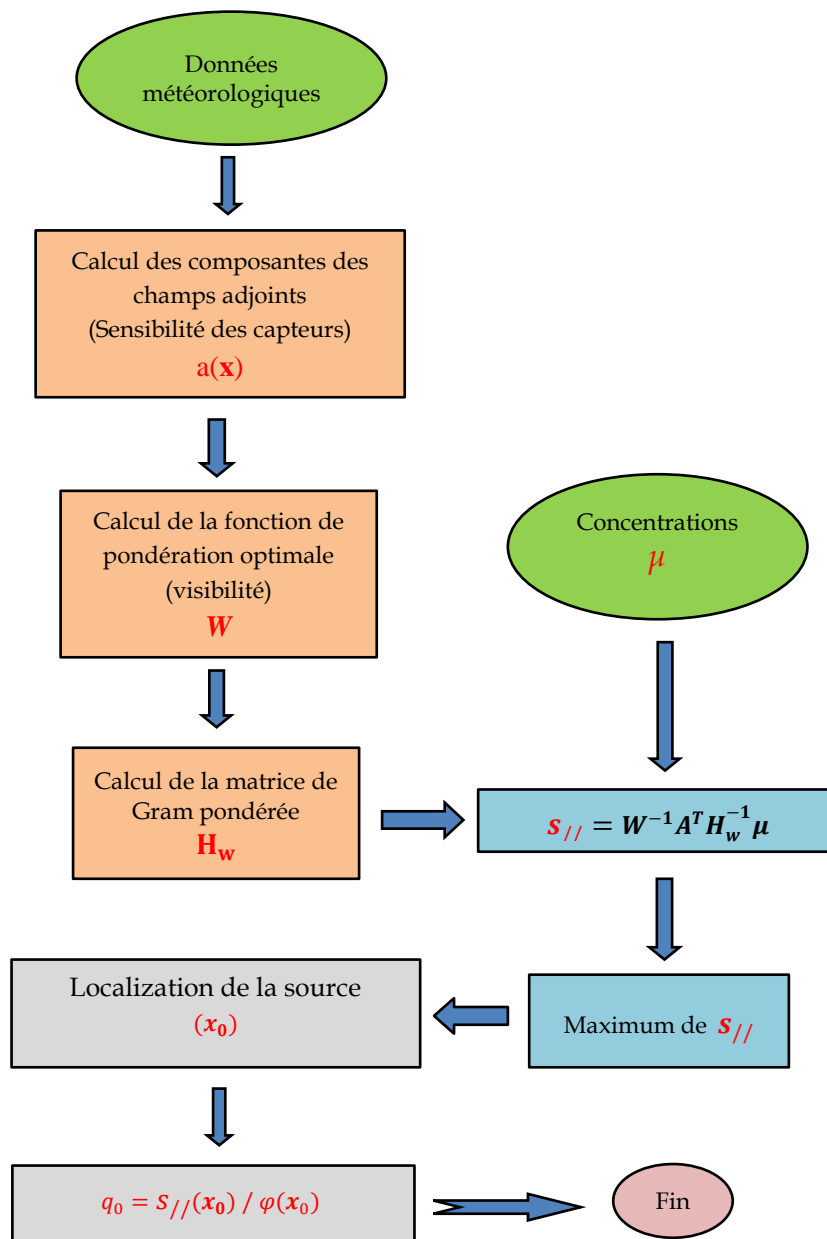 Données
météorologiques
Calcul des composantes des
champs adjoints
(Sensibilité des capteurs)
a(x)
Calcul de la fonction de
pondération optimale
(visibilité)
W
Concentrations
μ
Calcul de la matrice de
Gram pondérée
H_w
s_{//} = W^{-1} A^T H_w^{-1} μ
Localization de la source
(x_0)
Maximum de s_{//}
q_0 = S_{//}(x_0) / φ(x_0)
Fin